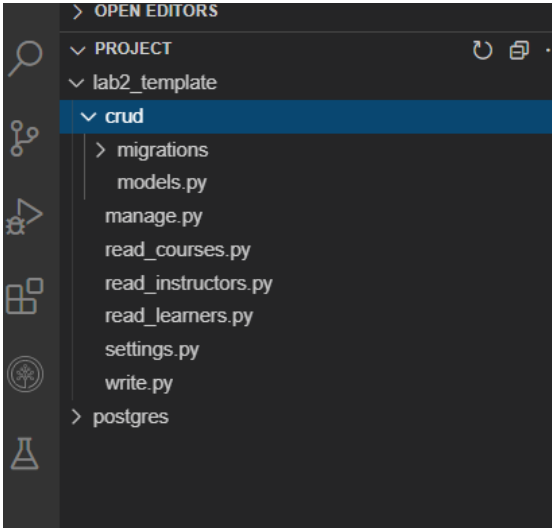 OPEN EDITORS
PROJECT
lab2_template
crud
migrations
models.py
manage.py
read_courses.py
read_instructors.py
read_learners.py
settings.py
write.py
postgres